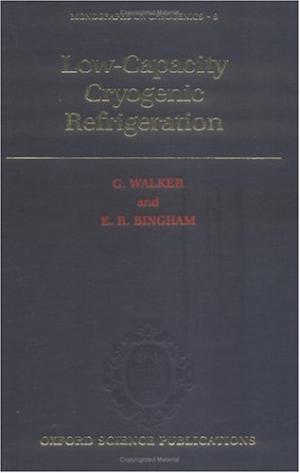 MONOGRAPHS ON CRYOGENICS · 9
Low-Capacity
Cryogenic
Refrigeration
G. WALKER
and
E. R. BINGHAM
OXFORD SCIENCE PUBLICATIONS